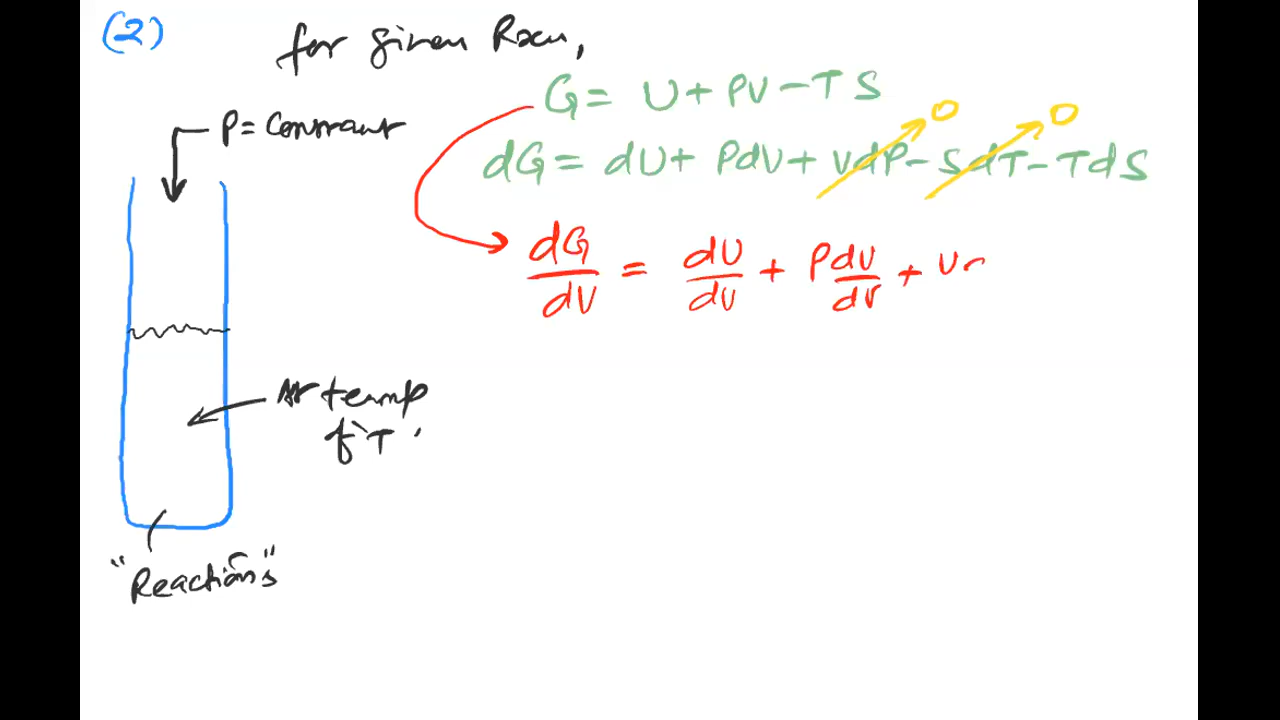 (2) for given Rxn,
G = U + PV - TS
P = Constant
0 0
dG = dU + PdV + VdP - SdT - TdS
dG/dV = dU/dV + P dV/dV + V
At temp
of T
"Reactions"